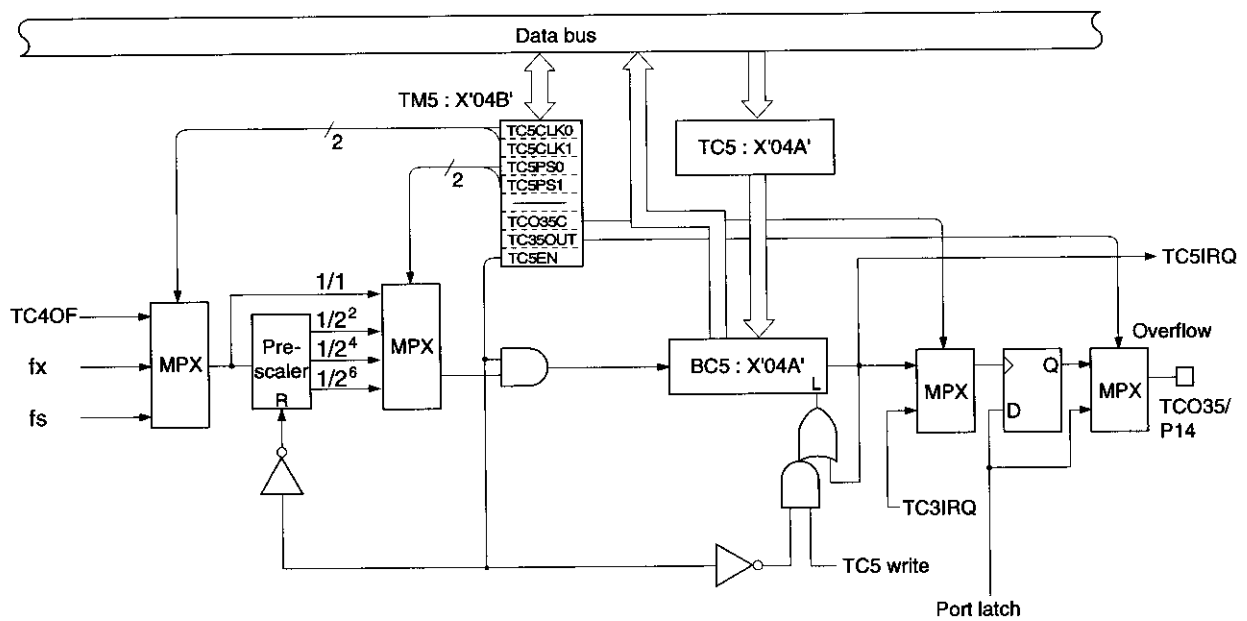 Data bus
TM5 : X'04B'
TC5CLK0
TC5CLK1
TC5PS0
TC5PS1
TCO35C
TC35OUT
TC5EN
2
2
TC5 : X'04A'
TC5IRQ
TC4OF
fx
fs
MPX
Pre-
scaler
R
1/1
1/2²
1/2⁴
1/2⁶
MPX
BC5 : X'04A'
L
MPX
Q
D
Overflow
MPX
TCO35/
P14
TC3IRQ
TC5 write
Port latch